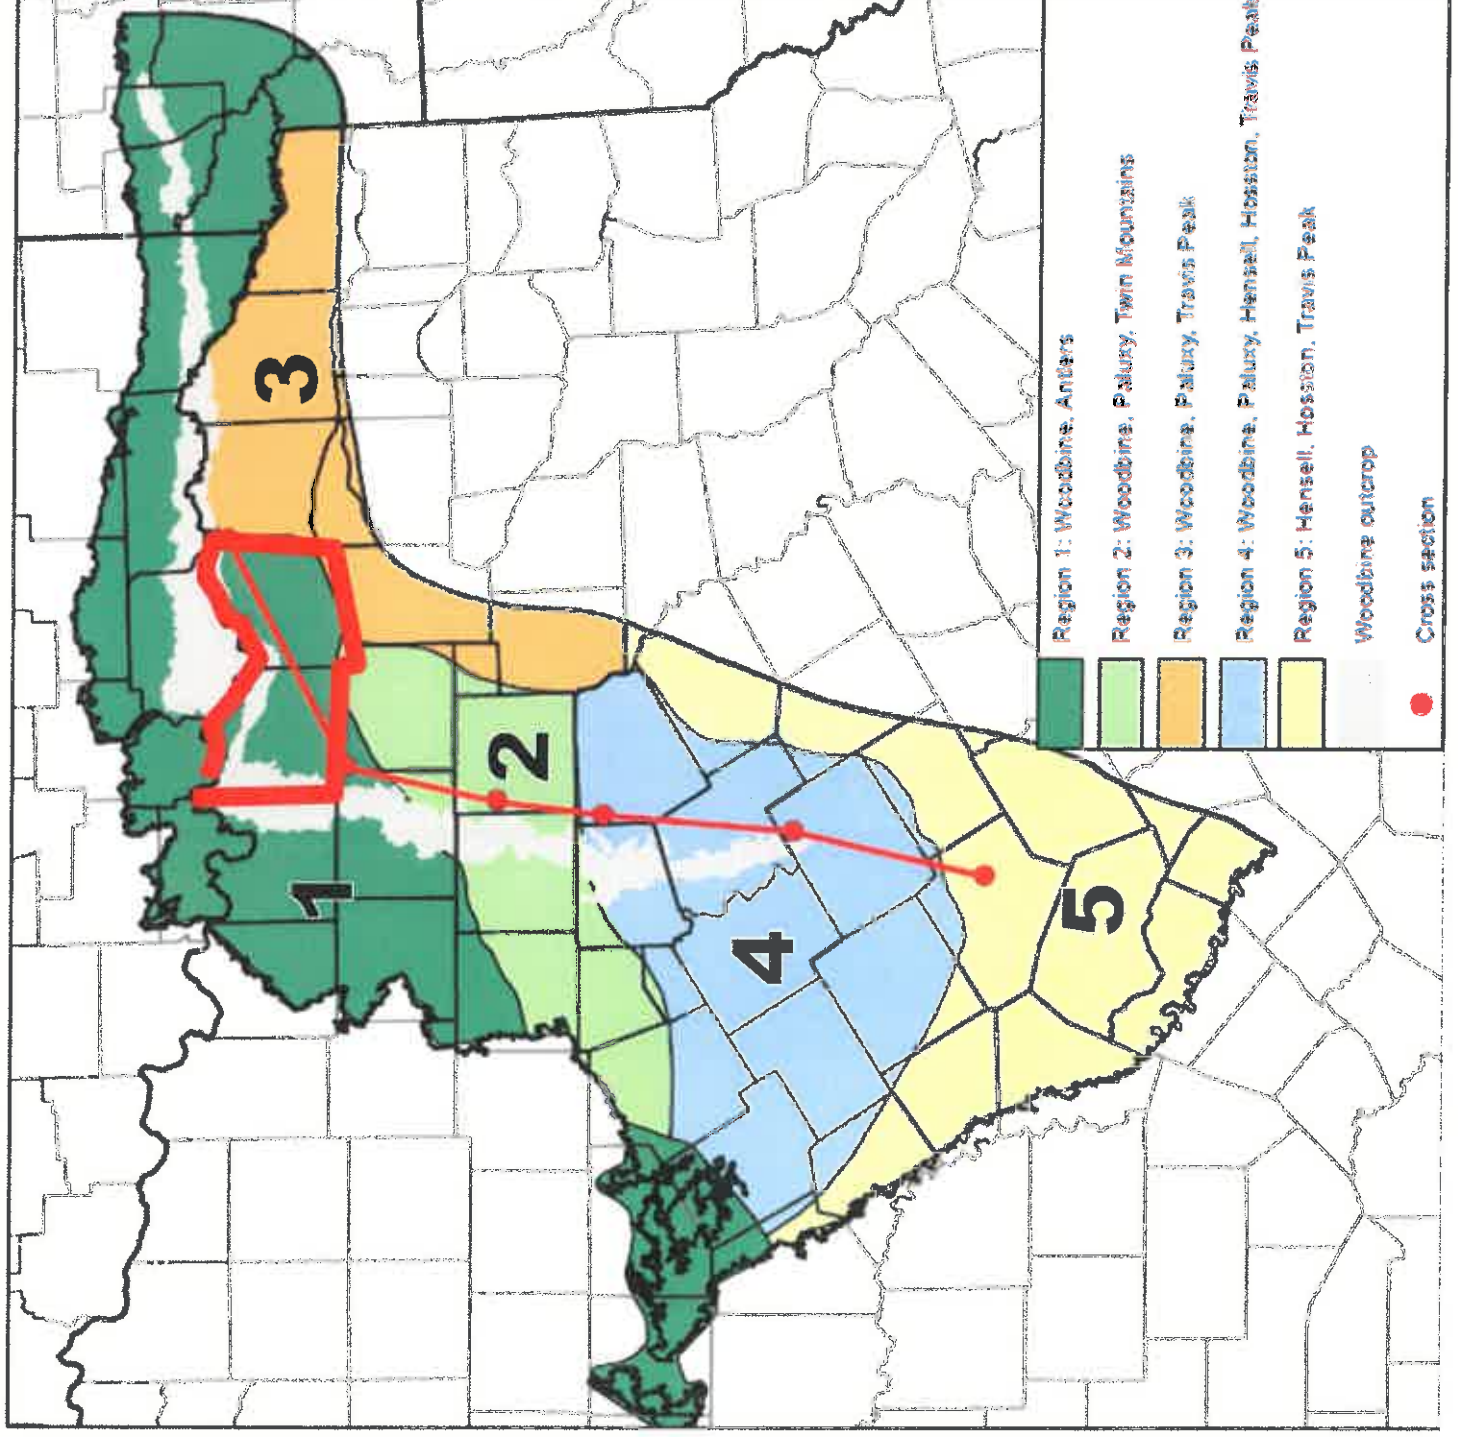 1
2
3
4
5
Region 1: Woodbine, Antlers
Region 2: Woodbine, Paluxy, Twin Mountains
Region 3: Woodbine, Paluxy, Travis Peak
Region 4: Woodbine, Paluxy, Hensell, Hosston, Travis Peak
Region 5: Hensell, Hosston, Travis Peak
Woodbine outcrop
Cross section